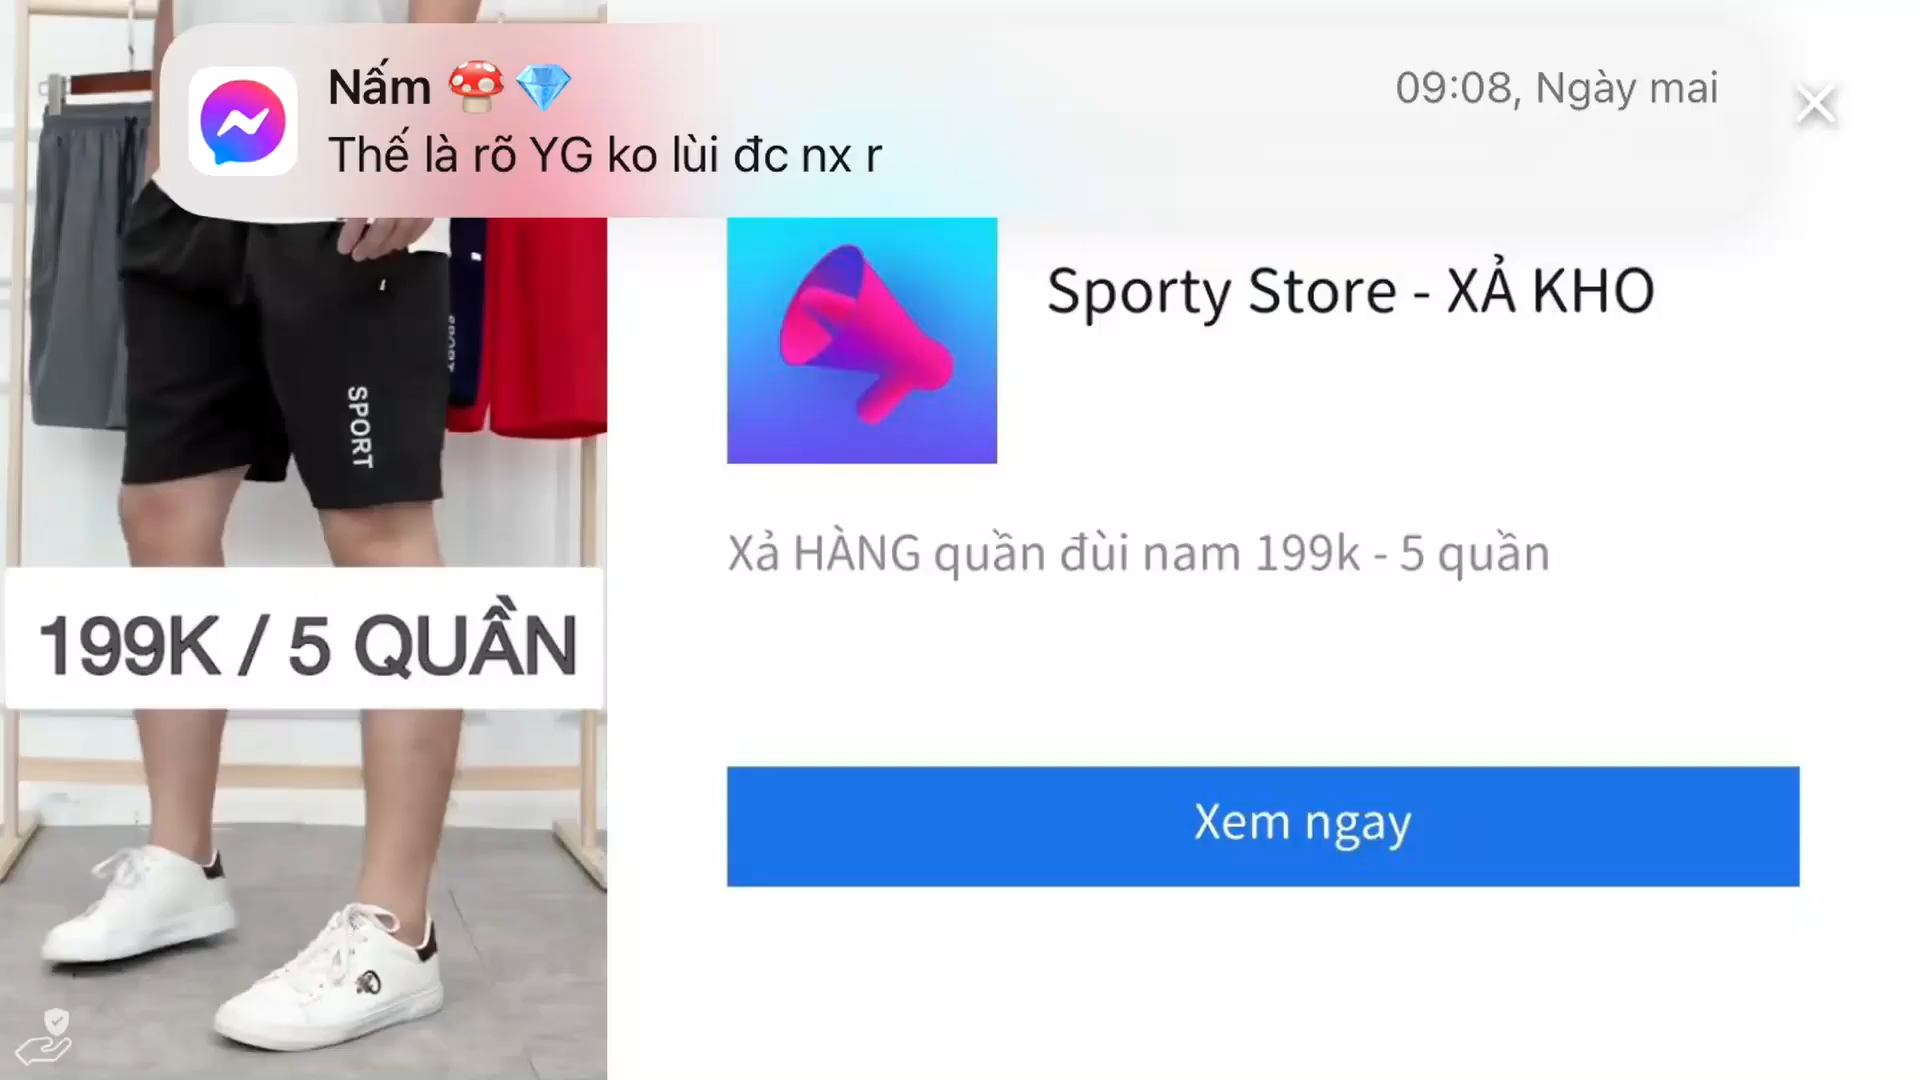 Nấm 🍄💎
09:08, Ngày mai
Thế là rõ YG ko lùi đc nx r
Sporty Store - XẢ KHO
SPORT
SPORT
Xả HÀNG quần đùi nam 199k - 5 quần
199K / 5 QUẦN
Xem ngay